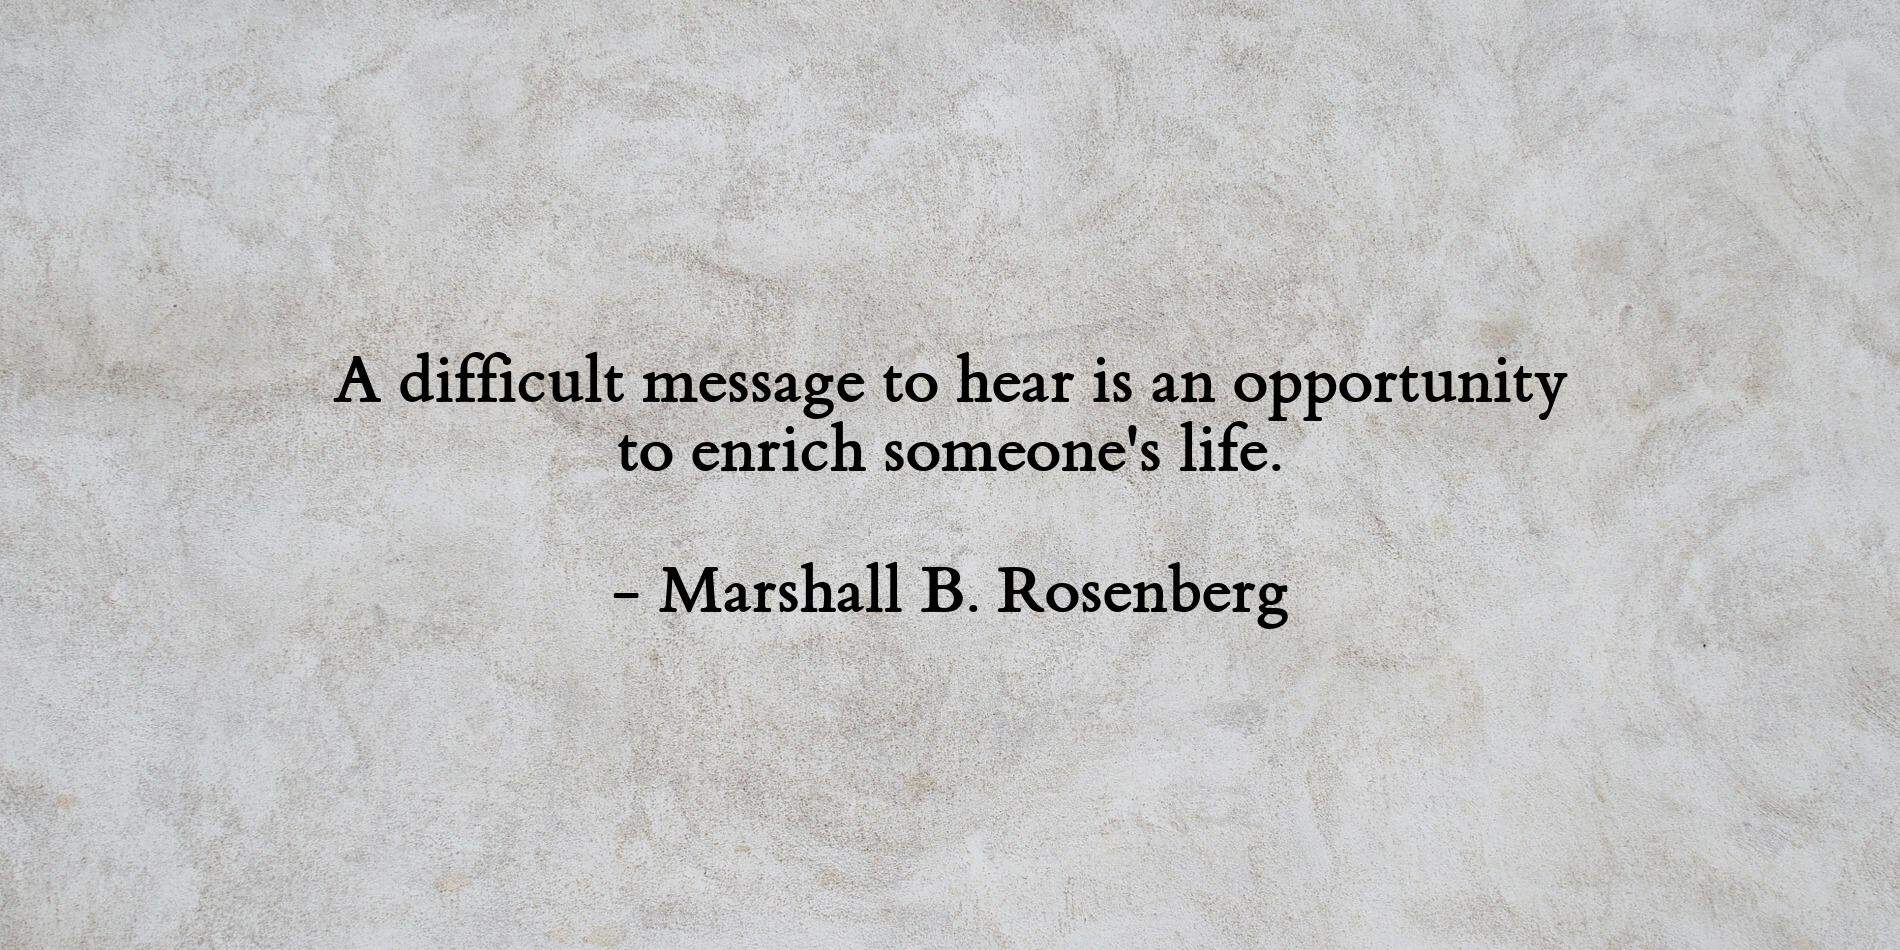 A difficult message to hear is an opportunity
to enrich someone's life.
- Marshall B. Rosenberg